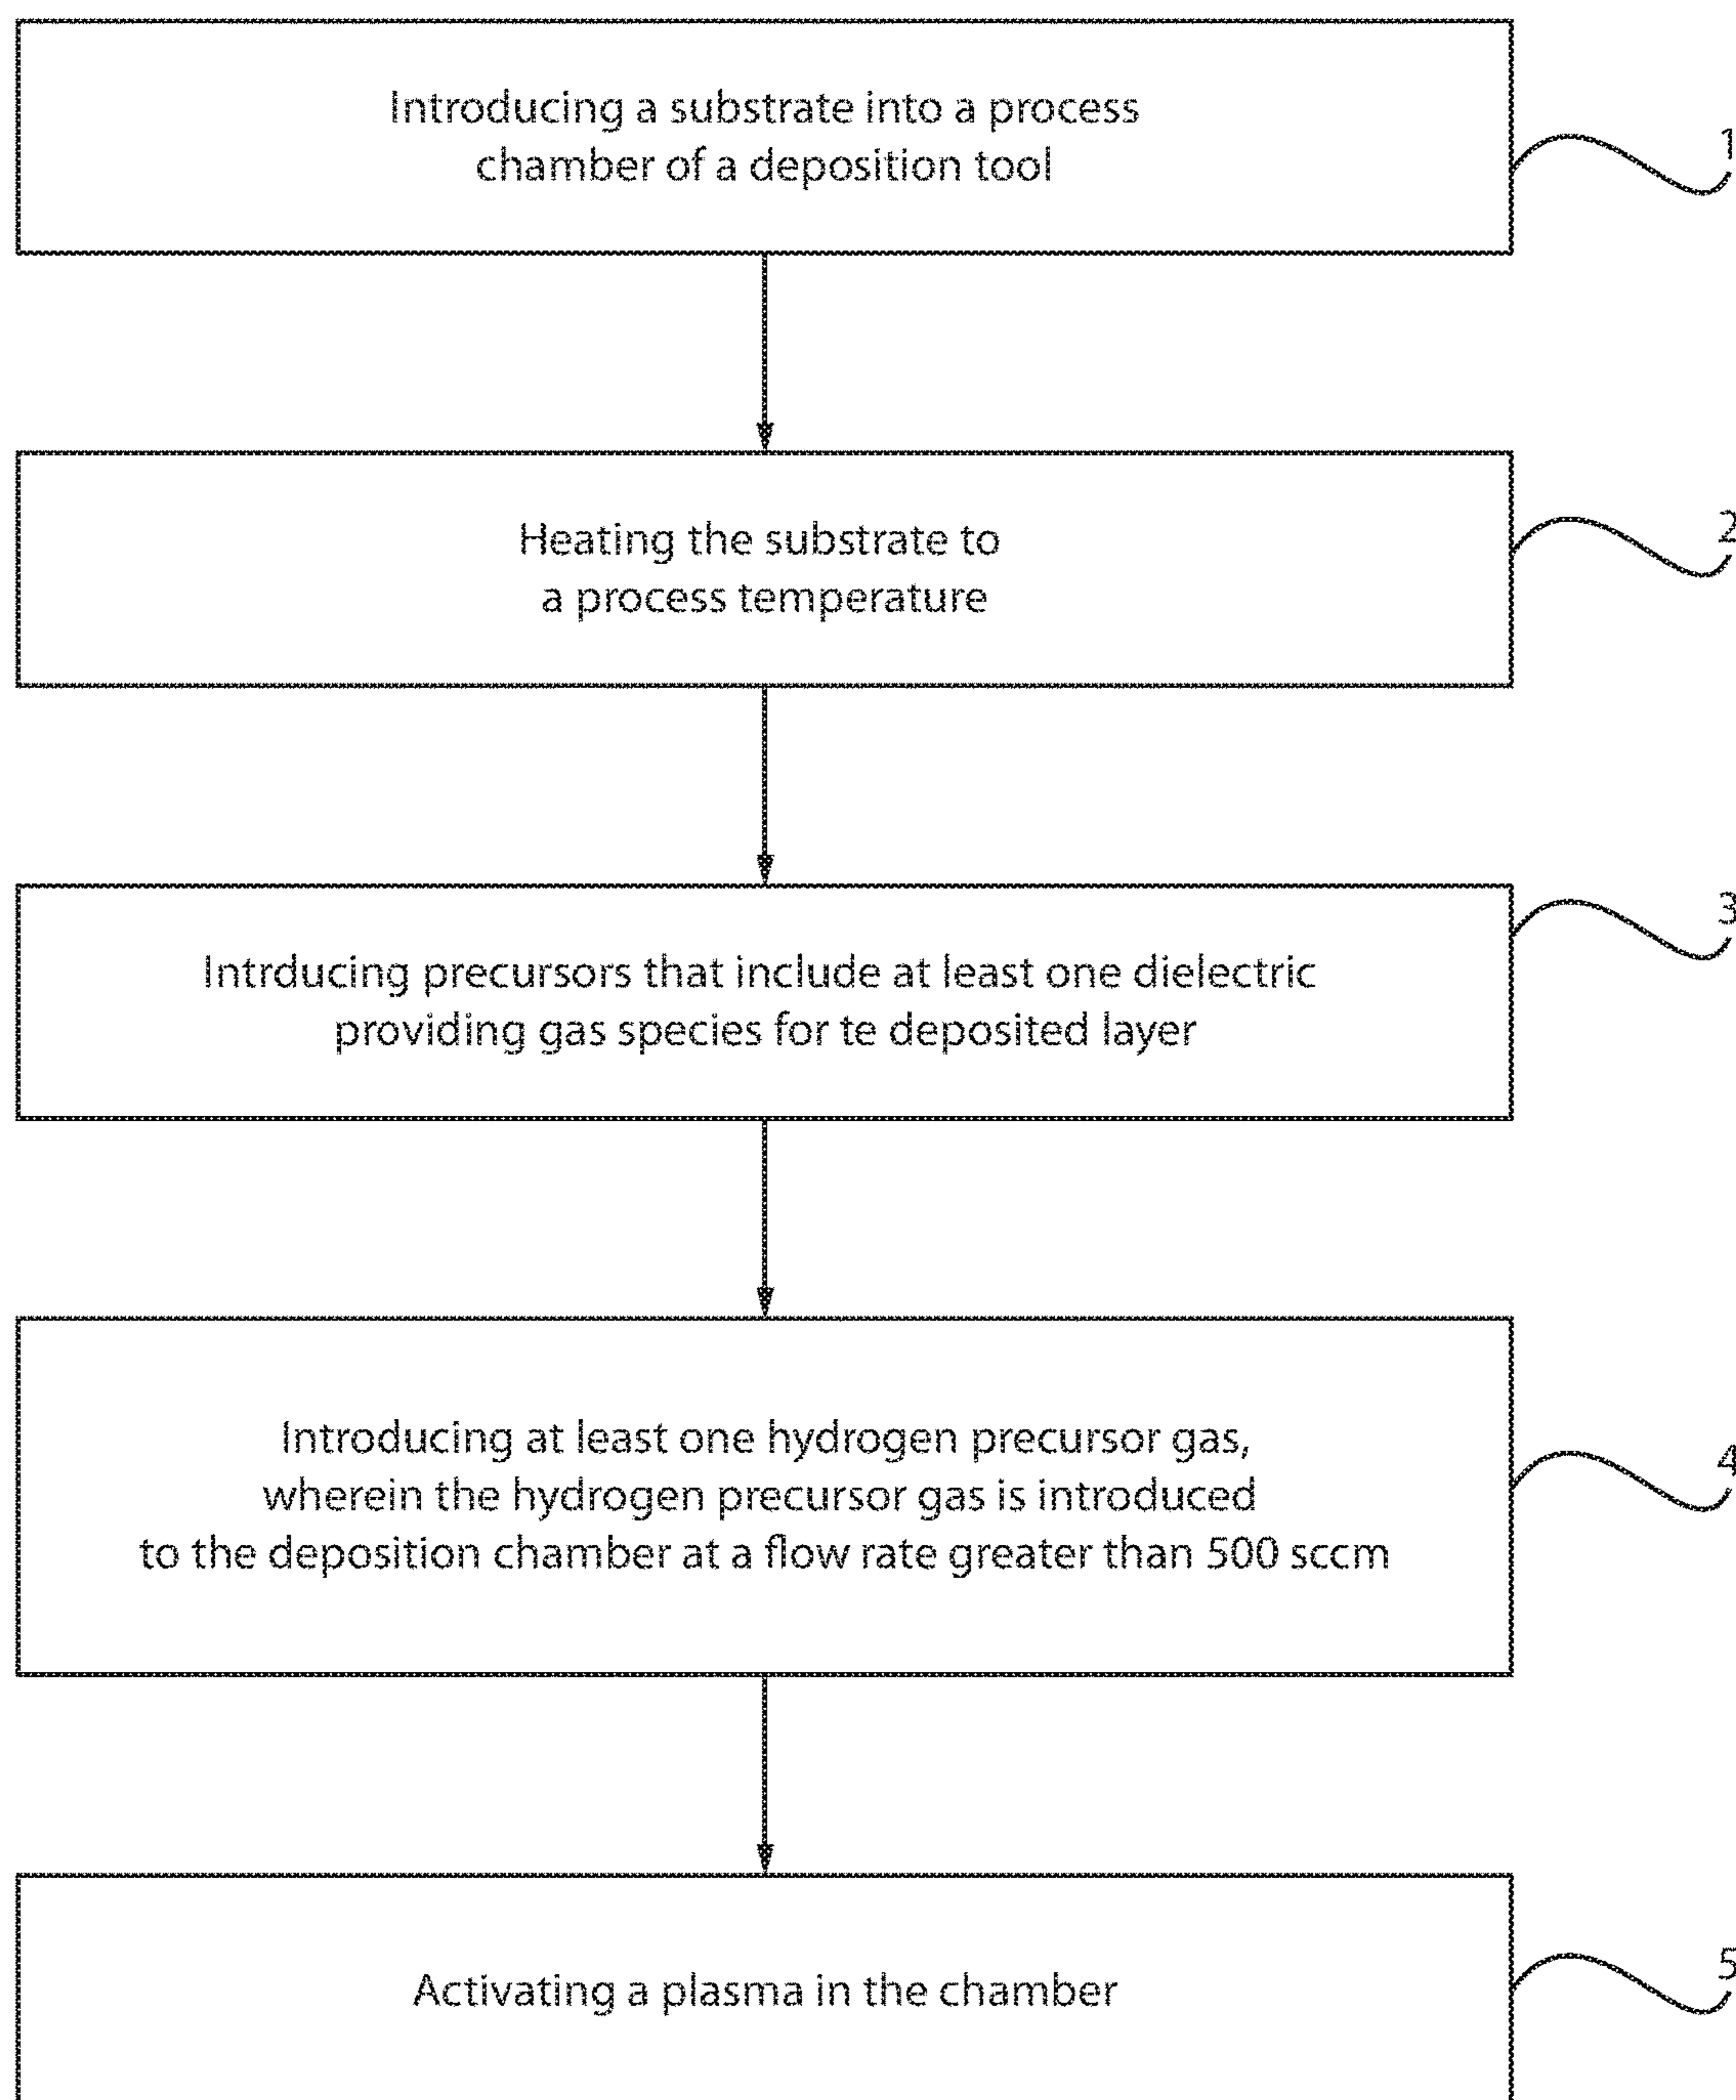 Introducing a substrate into a process
chamber of a deposition tool
1
Heating the substrate to
a process temperature
2
Intrducing precursors that include at least one dielectric
providing gas species for te deposited layer
3
Introducing at least one hydrogen precursor gas,
wherein the hydrogen precursor gas is introduced
to the deposition chamber at a flow rate greater than 500 sccm
4
Activating a plasma in the chamber
5